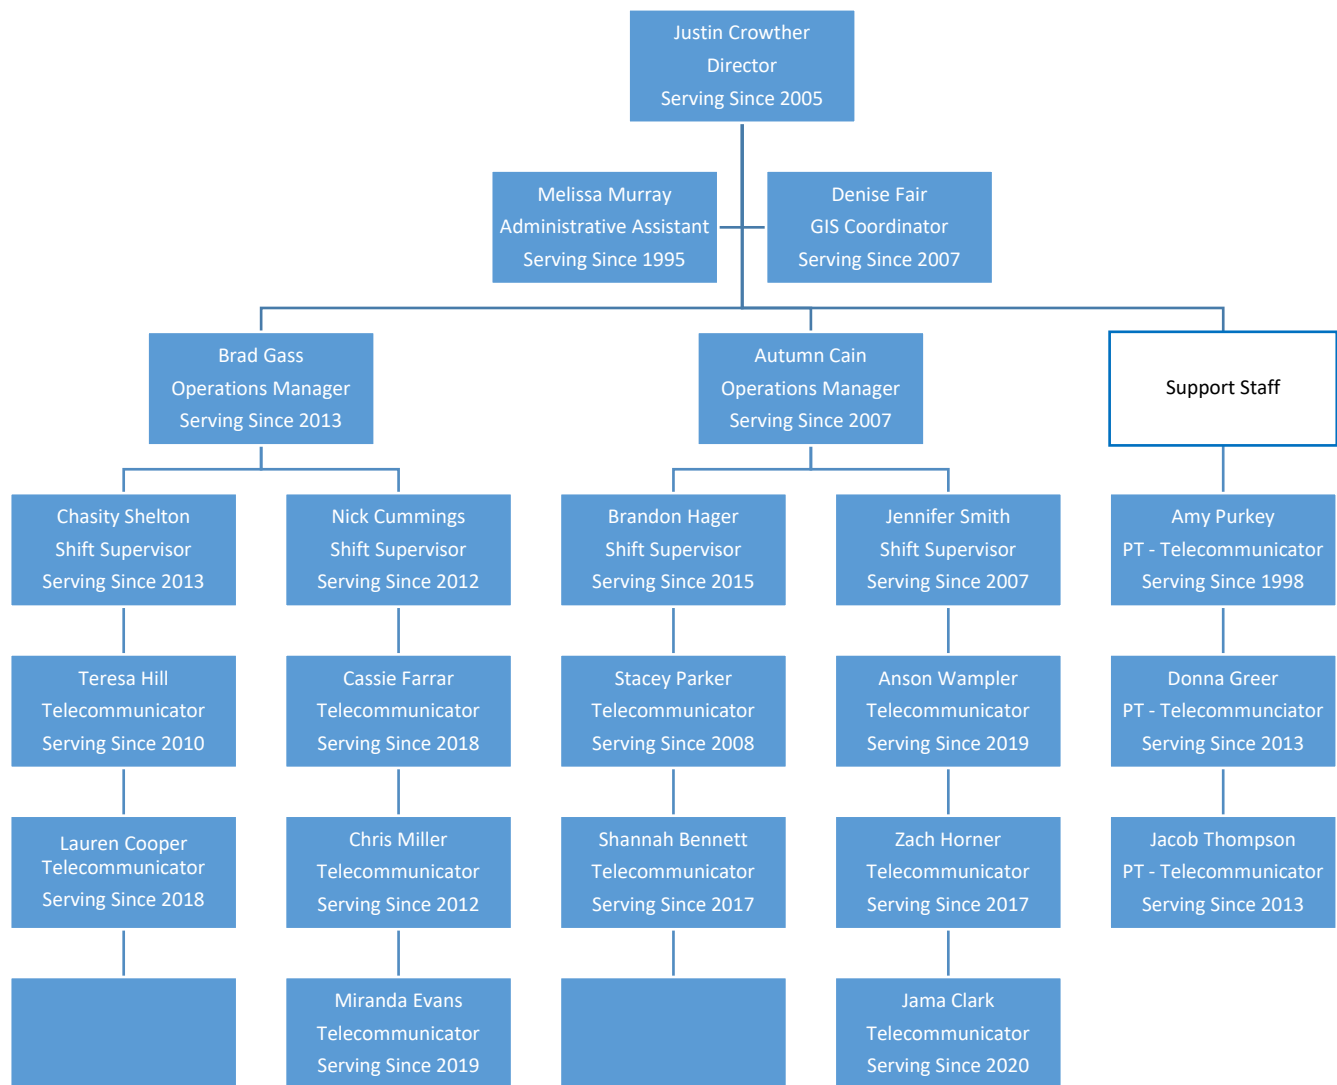 Justin Crowther
Director
Serving Since 2005
Melissa Murray
Administrative Assistant
Serving Since 1995
Denise Fair
GIS Coordinator
Serving Since 2007
Brad Gass
Operations Manager
Serving Since 2013
Autumn Cain
Operations Manager
Serving Since 2007
Support Staff
Chasity Shelton
Shift Supervisor
Serving Since 2013
Nick Cummings
Shift Supervisor
Serving Since 2012
Brandon Hager
Shift Supervisor
Serving Since 2015
Jennifer Smith
Shift Supervisor
Serving Since 2007
Amy Purkey
PT - Telecommunicator
Serving Since 1998
Teresa Hill
Telecommunicator
Serving Since 2010
Cassie Farrar
Telecommunicator
Serving Since 2018
Stacey Parker
Telecommunicator
Serving Since 2008
Anson Wampler
Telecommunicator
Serving Since 2019
Donna Greer
PT - Telecommunciator
Serving Since 2013
Lauren Cooper
Telecommunicator
Serving Since 2018
Chris Miller
Telecommunicator
Serving Since 2012
Shannah Bennett
Telecommunicator
Serving Since 2017
Zach Horner
Telecommunicator
Serving Since 2017
Jacob Thompson
PT - Telecommunicator
Serving Since 2013
Miranda Evans
Telecommunicator
Serving Since 2019
Jama Clark
Telecommunicator
Serving Since 2020